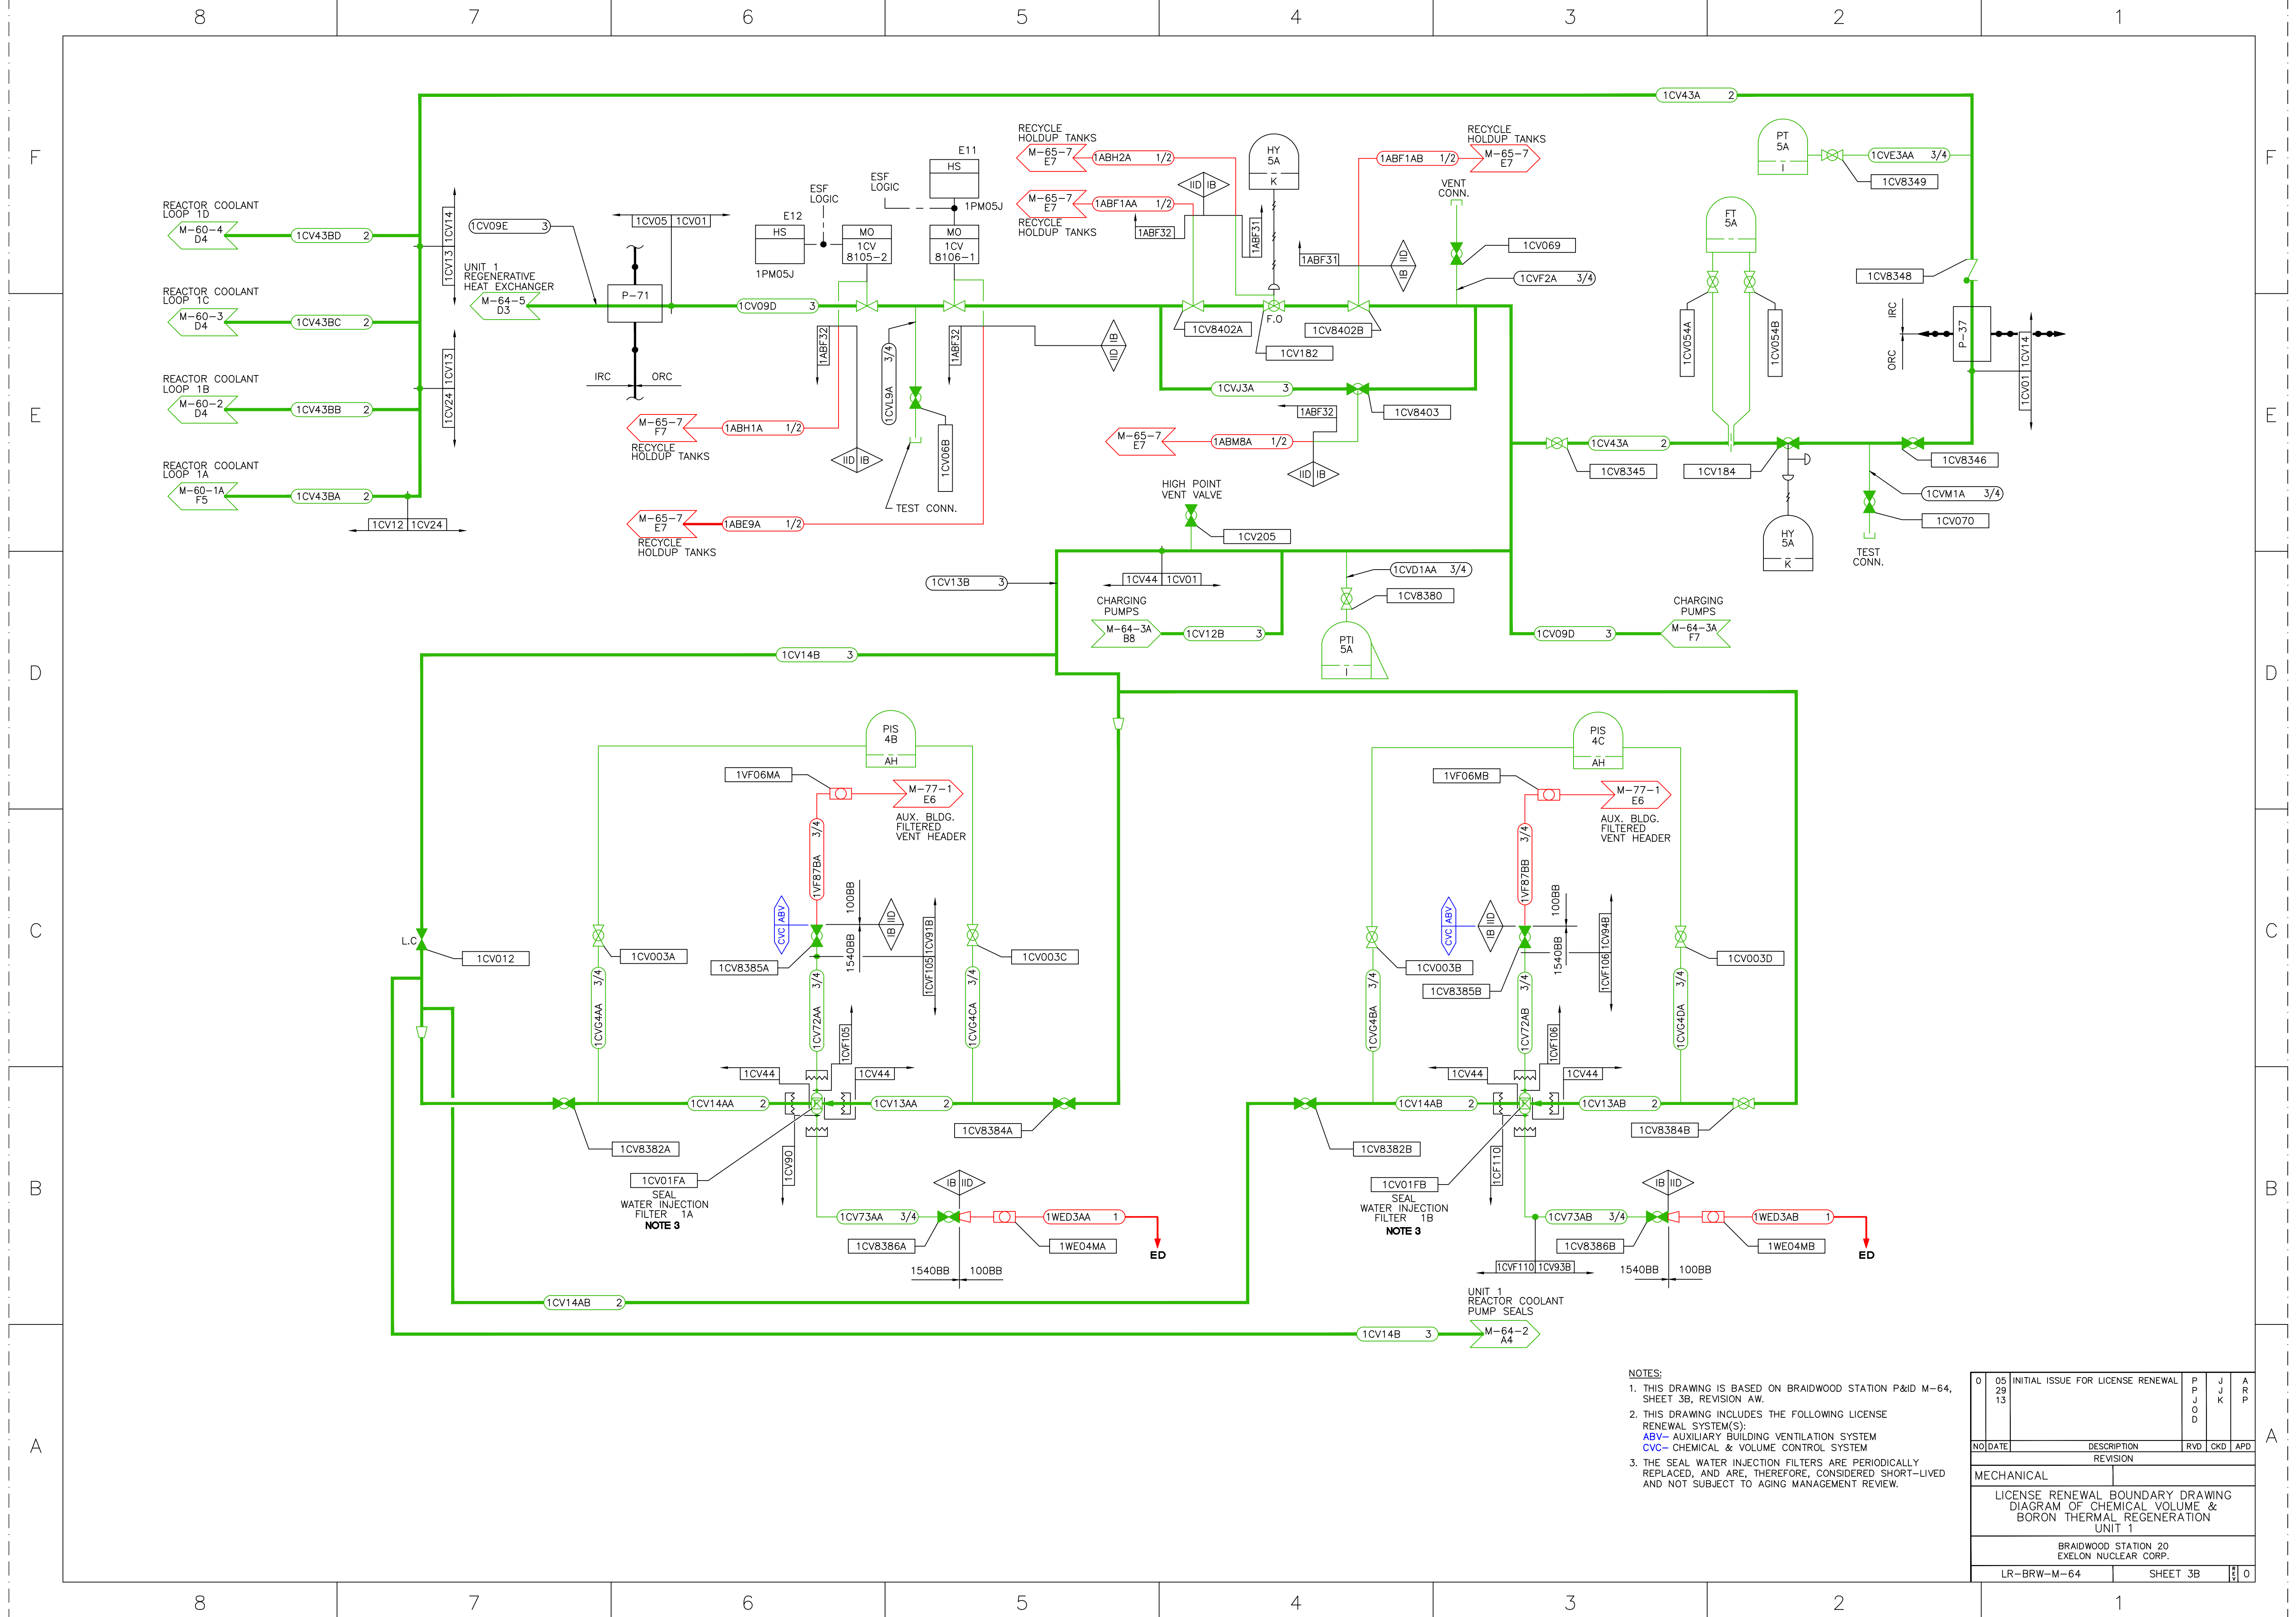 8 7 6 5 4 3 2 1
F
E
D
C
B
A
1CV43A 2
REACTOR COOLANT
LOOP 1D
M-60-4
D4
1CV43BD 2
1CV13 1CV14
REACTOR COOLANT
LOOP 1C
M-60-3
D4
1CV43BC 2
REACTOR COOLANT
LOOP 1B
M-60-2
D4
1CV43BB 2
1CV24 1CV13
REACTOR COOLANT
LOOP 1A
M-60-1A
F5
1CV43BA 2
1CV12 1CV24
1CV09E 3
UNIT 1
REGENERATIVE
HEAT EXCHANGER
M-64-5
D3
P-71
IRC ORC
1CV05 1CV01
1CV09D 3
E12
HS
1PM05J
ESF
LOGIC
MO
1CV
8105-2
ESF
LOGIC
E11
HS
1PM05J
MO
1CV
8106-1
1ABF32
IID IB
1CVL9A 3/4
1CV06B
TEST CONN.
1ABF32
IID IB
M-65-7
F7
1ABH1A 1/2
RECYCLE
HOLDUP TANKS
M-65-7
E7
1ABE9A 1/2
RECYCLE
HOLDUP TANKS
RECYCLE
HOLDUP TANKS
M-65-7
E7
1ABH2A 1/2
M-65-7
E7
1ABF1AA 1/2
RECYCLE
HOLDUP TANKS
IID IB
1ABF32
1ABF31
HY
5A
K
F.O
1CV8402A
1CV182
1CV8402B
1ABF31
IB IID
1ABF1AB 1/2
RECYCLE
HOLDUP TANKS
M-65-7
E7
VENT
CONN.
1CV069
1CVF2A 3/4
1CVJ3A 3
1CV8403
1ABF32
IID IB
M-65-7
E7
1ABM8A 1/2
PT
5A
I
1CVE3AA 3/4
1CV8349
FT
5A
1CV054A
1CV054B
1CV8348
IRC
ORC
P-37
1CV01 1CV14
1CV8345
1CV43A 2
1CV184
1CV8346
1CVM1A 3/4
1CV070
TEST
CONN.
HY
5A
K
HIGH POINT
VENT VALVE
1CV205
1CV13B 3
1CV44 1CV01
1CVD1AA 3/4
1CV8380
PTI
5A
I
CHARGING
PUMPS
M-64-3A
B8
1CV12B 3
CHARGING
PUMPS
1CV09D 3
M-64-3A
F7
1CV14B 3
PIS
4B
AH
1VF06MA
M-77-1
E6
AUX. BLDG.
FILTERED
VENT HEADER
1VF87BA 3/4
CVC ABV
100BB
1540BB
IB IID
1CVF105 1CV91B
1CV8385A
1CV72AA 3/4
1CV003A
1CVG4AA 3/4
1CV003C
1CVG4CA 3/4
1CVF105
L.C
1CV012
1CV44
1CV44
1CV14AA 2
1CV13AA 2
1CV8382A
1CV8384A
1CV90
1CV01FA
SEAL
WATER INJECTION
FILTER 1A
NOTE 3
1CV73AA 3/4
1CV8386A
IB IID
1540BB 100BB
1WED3AA 1
1WE04MA
ED
PIS
4C
AH
1VF06MB
M-77-1
E6
AUX. BLDG.
FILTERED
VENT HEADER
1VF87BB 3/4
CVC ABV
IB IID
100BB
1540BB
1CVF106 1CV94B
1CV8385B
1CV72AB 3/4
1CV003B
1CVG4BA 3/4
1CV003D
1CVG4DA 3/4
1CVF106
1CV44
1CV44
1CV14AB 2
1CV13AB 2
1CV8382B
1CV8384B
1CF110
1CV01FB
SEAL
WATER INJECTION
FILTER 1B
NOTE 3
1CV73AB 3/4
1CV8386B
1CVF110 1CV93B
IB IID
1540BB 100BB
1WED3AB 1
1WE04MB
ED
1CV14AB 2
UNIT 1
REACTOR COOLANT
PUMP SEALS
1CV14B 3
M-64-2
A4
NOTES:
1. THIS DRAWING IS BASED ON BRAIDWOOD STATION P&ID M-64,
SHEET 3B, REVISION AW.
2. THIS DRAWING INCLUDES THE FOLLOWING LICENSE
RENEWAL SYSTEM(S):
ABV- AUXILIARY BUILDING VENTILATION SYSTEM
CVC- CHEMICAL & VOLUME CONTROL SYSTEM
3. THE SEAL WATER INJECTION FILTERS ARE PERIODICALLY
REPLACED, AND ARE, THEREFORE, CONSIDERED SHORT-LIVED
AND NOT SUBJECT TO AGING MANAGEMENT REVIEW.
0 05 29 13 INITIAL ISSUE FOR LICENSE RENEWAL PPJOD JJK ARP
NO DATE DESCRIPTION RVD CKD APD
REVISION
MECHANICAL
LICENSE RENEWAL BOUNDARY DRAWING
DIAGRAM OF CHEMICAL VOLUME &
BORON THERMAL REGENERATION
UNIT 1
BRAIDWOOD STATION 20
EXELON NUCLEAR CORP.
LR-BRW-M-64 SHEET 3B REV 0
8 7 6 5 4 3 2 1
F
E
D
C
B
A